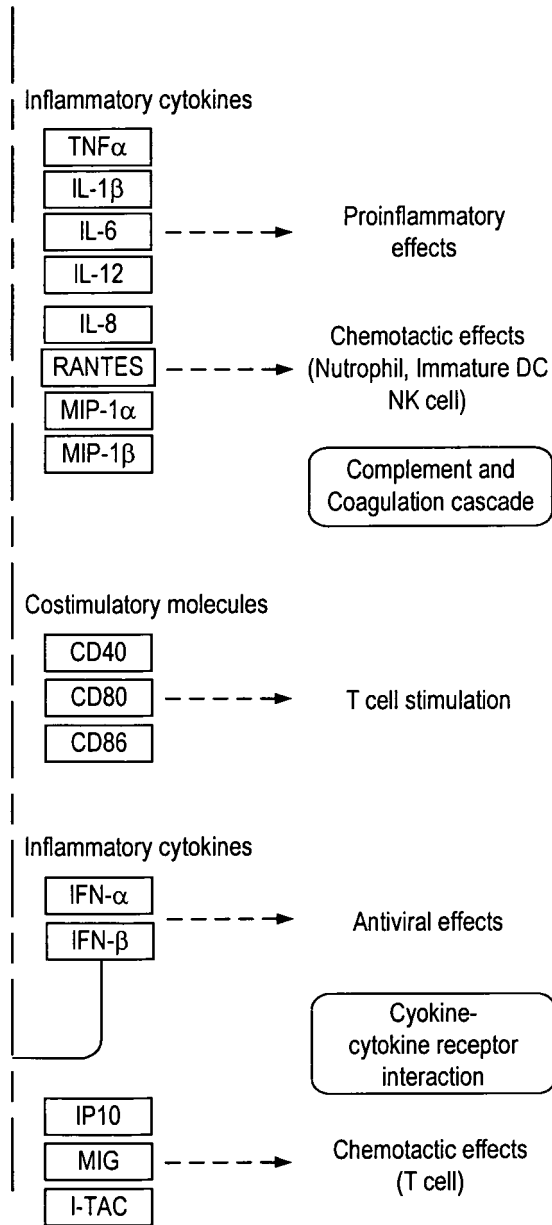 Inflammatory cytokines
TNFα
IL-1β
IL-6
IL-12
Proinflammatory
effects
IL-8
RANTES
MIP-1α
MIP-1β
Chemotactic effects
(Nutrophil, Immature DC
NK cell)
Complement and
Coagulation cascade
Costimulatory molecules
CD40
CD80
CD86
T cell stimulation
Inflammatory cytokines
IFN-α
IFN-β
Antiviral effects
Cyokine-
cytokine receptor
interaction
IP10
MIG
I-TAC
Chemotactic effects
(T cell)